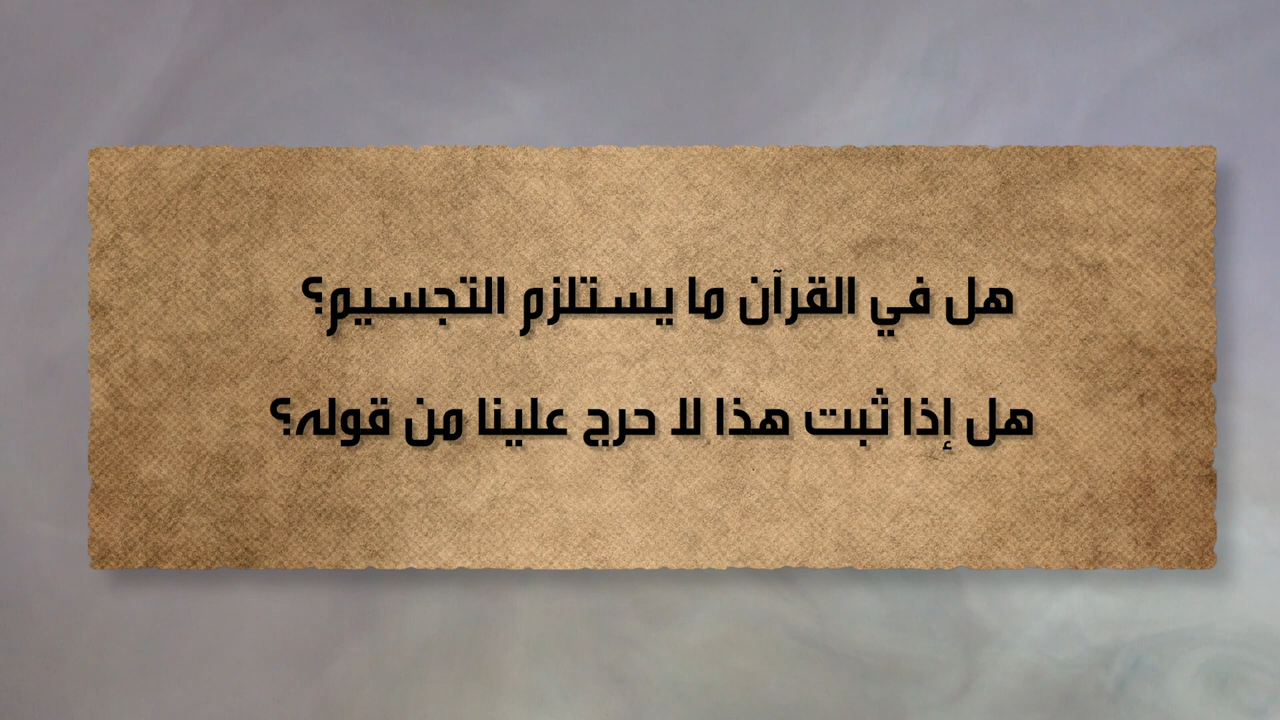 هل في القرآن ما يستلزم التجسيم؟
هل إذا ثبت هذا لا حرج علينا من قوله؟